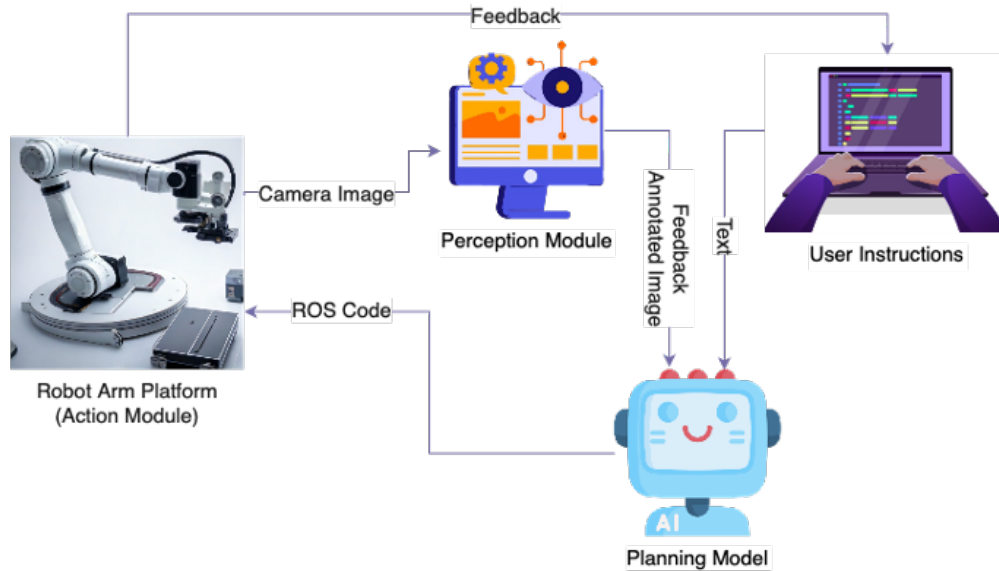 Feedback
Camera Image
Perception Module
Feedback
Annotated Image
Text
User Instructions
ROS Code
Robot Arm Platform
(Action Module)
AI
Planning Model